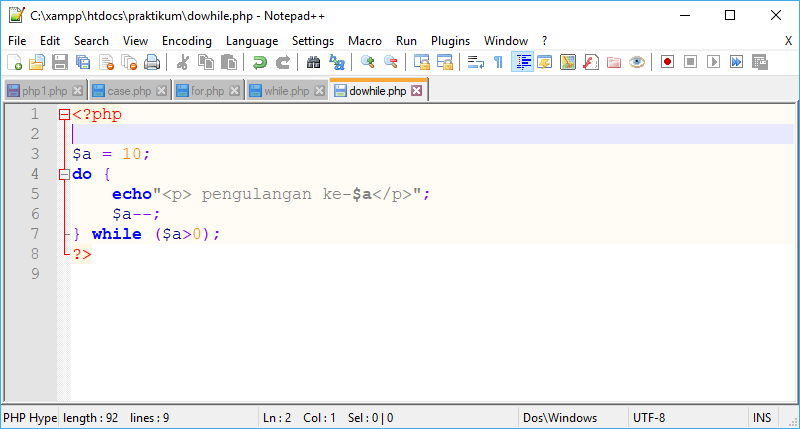 C:\xampp\htdocs\praktikum\dowhile.php - Notepad++
File Edit Search View Encoding Language Settings Macro Run Plugins Window ? X
php1.php case.php for.php while.php dowhile.php
1 <?php
2
3 $a = 10;
4 do {
5     echo"<p> pengulangan ke-$a</p>";
6     $a--;
7 } while ($a>0);
8 ?>
9
PHP Hype length : 92 lines : 9 Ln : 2 Col : 1 Sel : 0 | 0 Dos\Windows UTF-8 INS